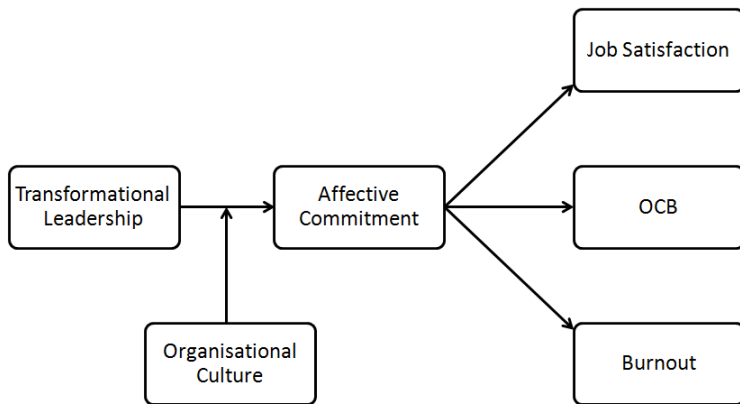 Job Satisfaction
Transformational
Leadership
Affective
Commitment
OCB
Organisational
Culture
Burnout